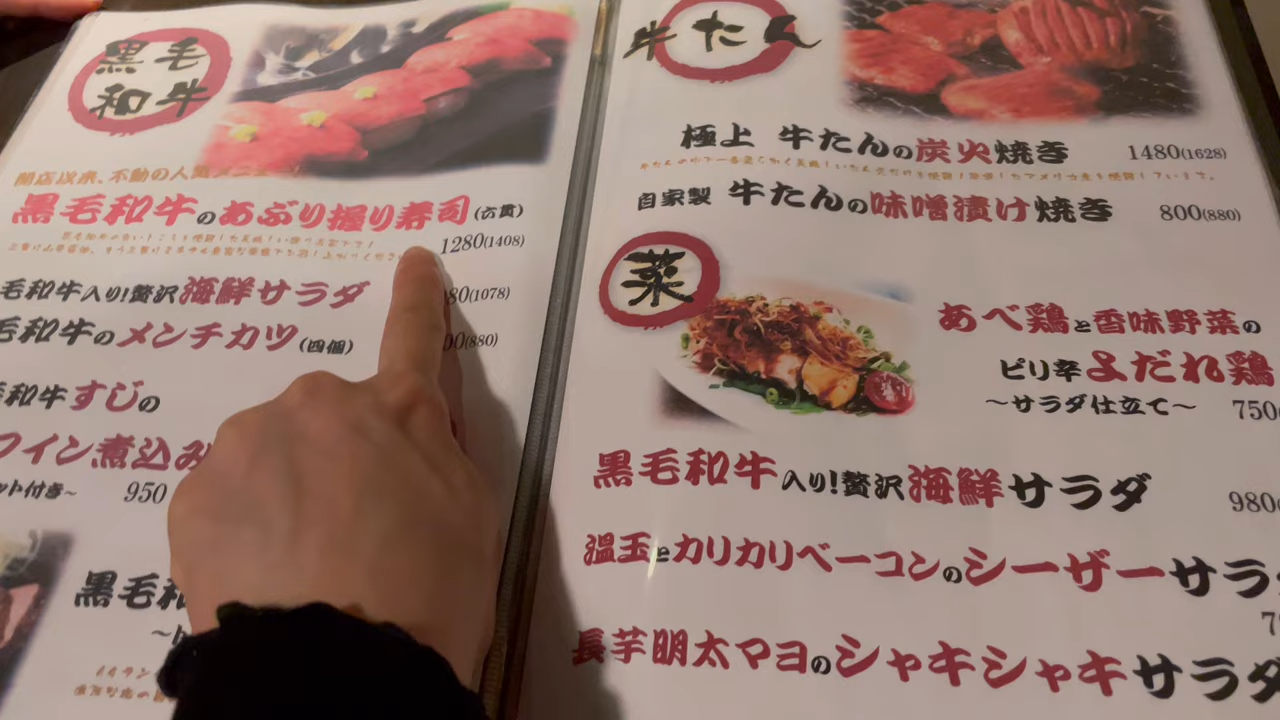 黒毛
和牛
開店以来、不動の人気メニュー!
黒毛和牛のあぶり握り寿司(六貫)
1280(1408)
毛和牛入り!贅沢海鮮サラダ
80(1078)
毛和牛のメンチカツ(四個)
00(880)
毛和牛すじの
ワイン煮込み
ット付き~ 950
黒毛和
牛たん
極上 牛たんの炭火焼き 1480(1628)
自家製 牛たんの味噌漬け焼き 800(880)
菜
あべ鶏と香味野菜の
ピリ辛よだれ鶏
~サラダ仕立て~ 750(
黒毛和牛入り!贅沢海鮮サラダ 980(
温玉とカリカリベーコンのシーザーサラダ
7
長芋明太マヨのシャキシャキサラダ